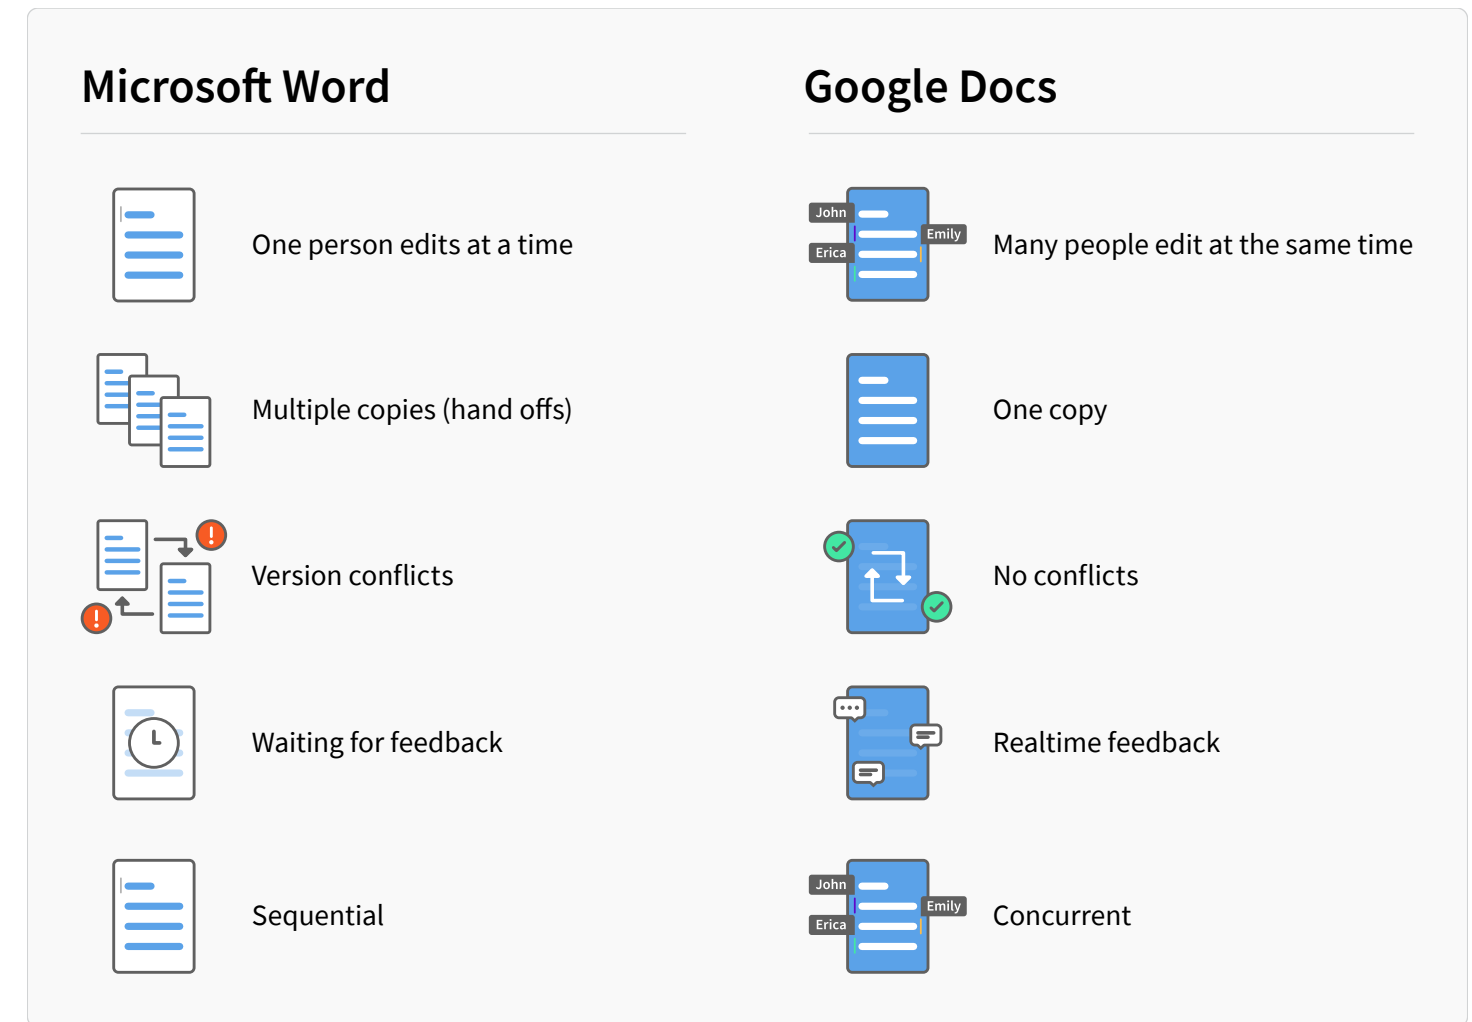 Microsoft Word
Google Docs
One person edits at a time
John
Emily
Erica
Many people edit at the same time
Multiple copies (hand offs)
One copy
Version conflicts
No conflicts
Waiting for feedback
Realtime feedback
Sequential
John
Emily
Erica
Concurrent